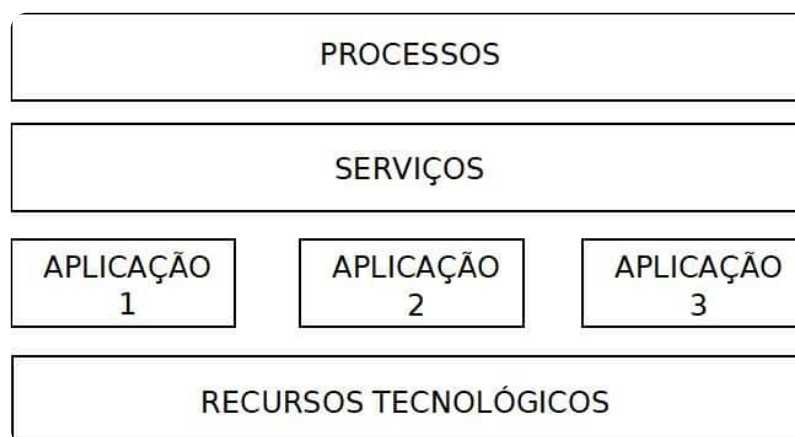 PROCESSOS
SERVIÇOS
APLICAÇÃO
1
APLICAÇÃO
2
APLICAÇÃO
3
RECURSOS TECNOLÓGICOS